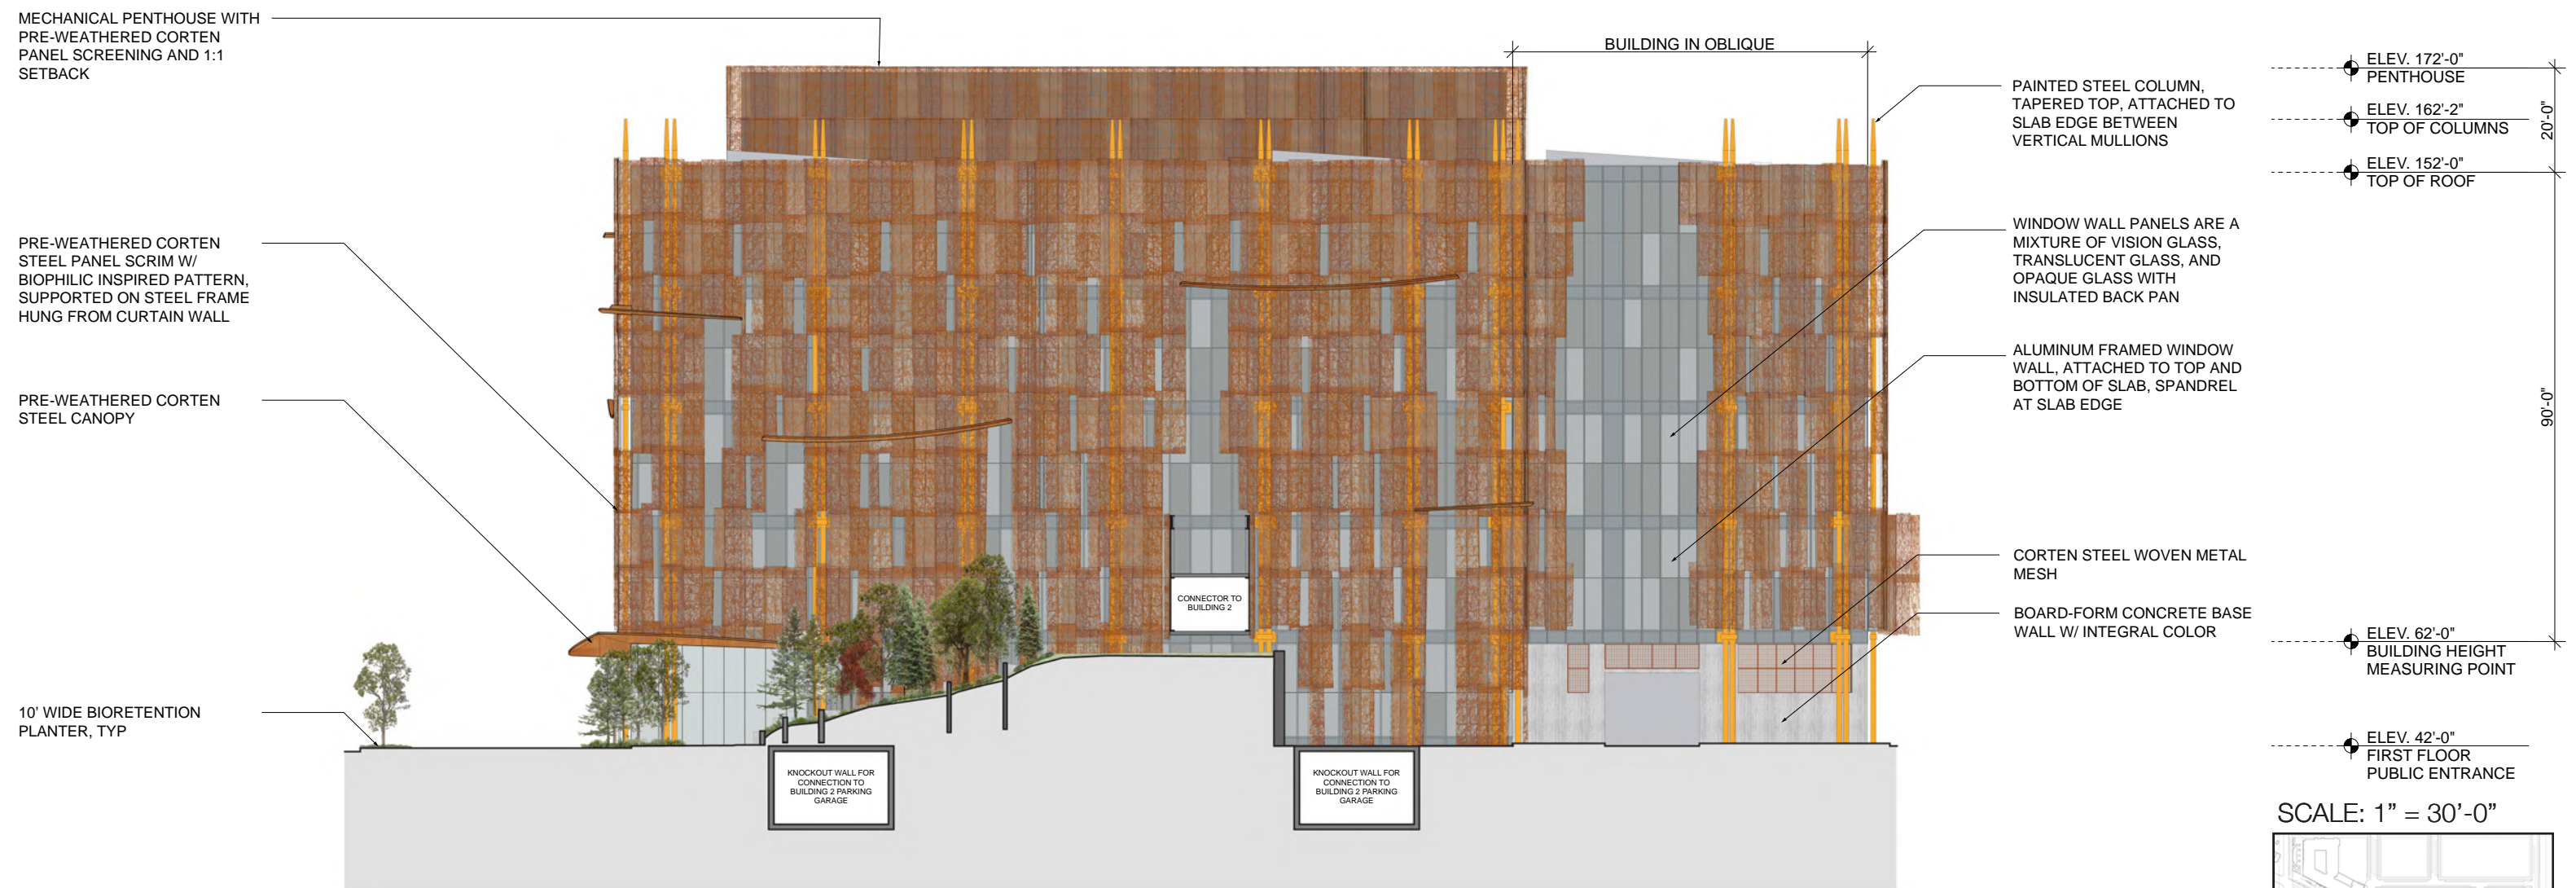 MECHANICAL PENTHOUSE WITH
PRE-WEATHERED CORTEN
PANEL SCREENING AND 1:1
SETBACK
PRE-WEATHERED CORTEN
STEEL PANEL SCRIM W/
BIOPHILIC INSPIRED PATTERN,
SUPPORTED ON STEEL FRAME
HUNG FROM CURTAIN WALL
PRE-WEATHERED CORTEN
STEEL CANOPY
10' WIDE BIORETENTION
PLANTER, TYP
BUILDING IN OBLIQUE
CONNECTOR TO
BUILDING 2
KNOCKOUT WALL FOR
CONNECTION TO
BUILDING 2 PARKING
GARAGE
KNOCKOUT WALL FOR
CONNECTION TO
BUILDING 2 PARKING
GARAGE
PAINTED STEEL COLUMN,
TAPERED TOP, ATTACHED TO
SLAB EDGE BETWEEN
VERTICAL MULLIONS
WINDOW WALL PANELS ARE A
MIXTURE OF VISION GLASS,
TRANSLUCENT GLASS, AND
OPAQUE GLASS WITH
INSULATED BACK PAN
ALUMINUM FRAMED WINDOW
WALL, ATTACHED TO TOP AND
BOTTOM OF SLAB, SPANDREL
AT SLAB EDGE
CORTEN STEEL WOVEN METAL
MESH
BOARD-FORM CONCRETE BASE
WALL W/ INTEGRAL COLOR
ELEV. 172'-0"
PENTHOUSE
ELEV. 162'-2"
TOP OF COLUMNS
ELEV. 152'-0"
TOP OF ROOF
20'-0"
90'-0"
ELEV. 62'-0"
BUILDING HEIGHT
MEASURING POINT
ELEV. 42'-0"
FIRST FLOOR
PUBLIC ENTRANCE
SCALE: 1” = 30’-0”